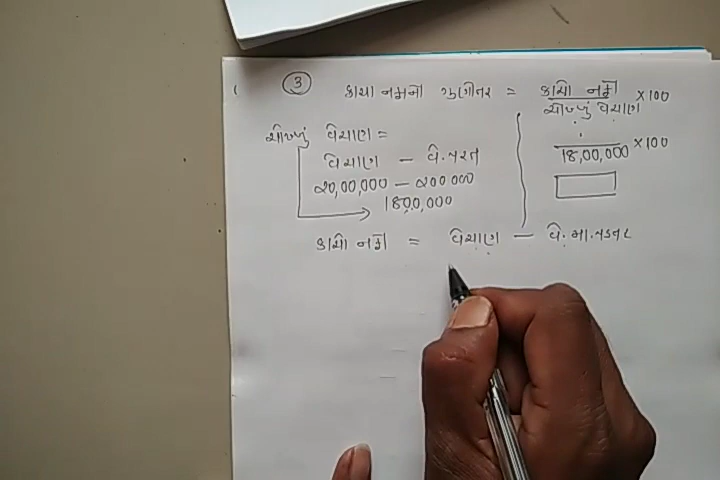 ③ કાચા નફાનો ગુણોત્તર = કાચો નફો / ચોખ્ખું વેચાણ × 100
ચોખ્ખું વેચાણ =
વેચાણ – વે. પરત
20,00,000 – 200000
1800,000
18,00,000 × 100
કાચો નફો = વેચાણ – વે. મા. પડતર